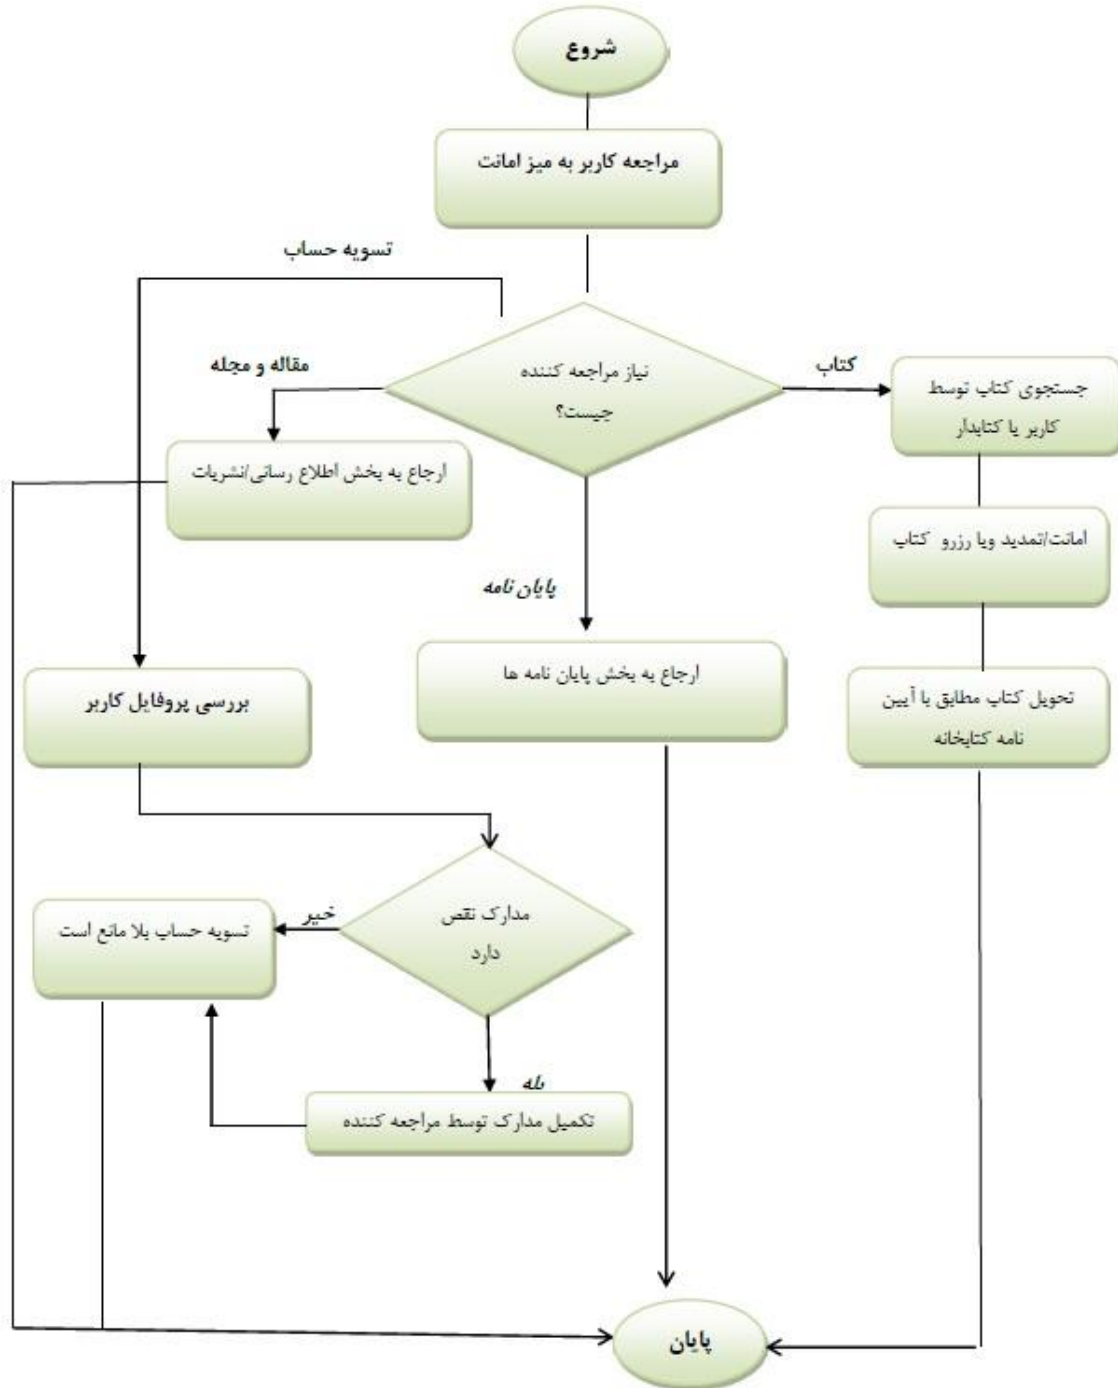 شروع
مراجعه کاربر به میز امانت
تسویه حساب
مقاله و مجله
نیاز مراجعه کننده
چیست؟
کتاب
جستجوی کتاب توسط
کاربر یا کتابدار
ارجاع به بخش اطلاع رسانی/نشریات
امانت/تمدید ویا رزرو کتاب
پایان نامه
ارجاع به بخش پایان نامه ها
تحویل کتاب مطابق با آیین
نامه کتابخانه
بررسی پروفایل کاربر
مدارک نقص
دارد
خیر
تسویه حساب بلا مانع است
بله
تکمیل مدارک توسط مراجعه کننده
پایان